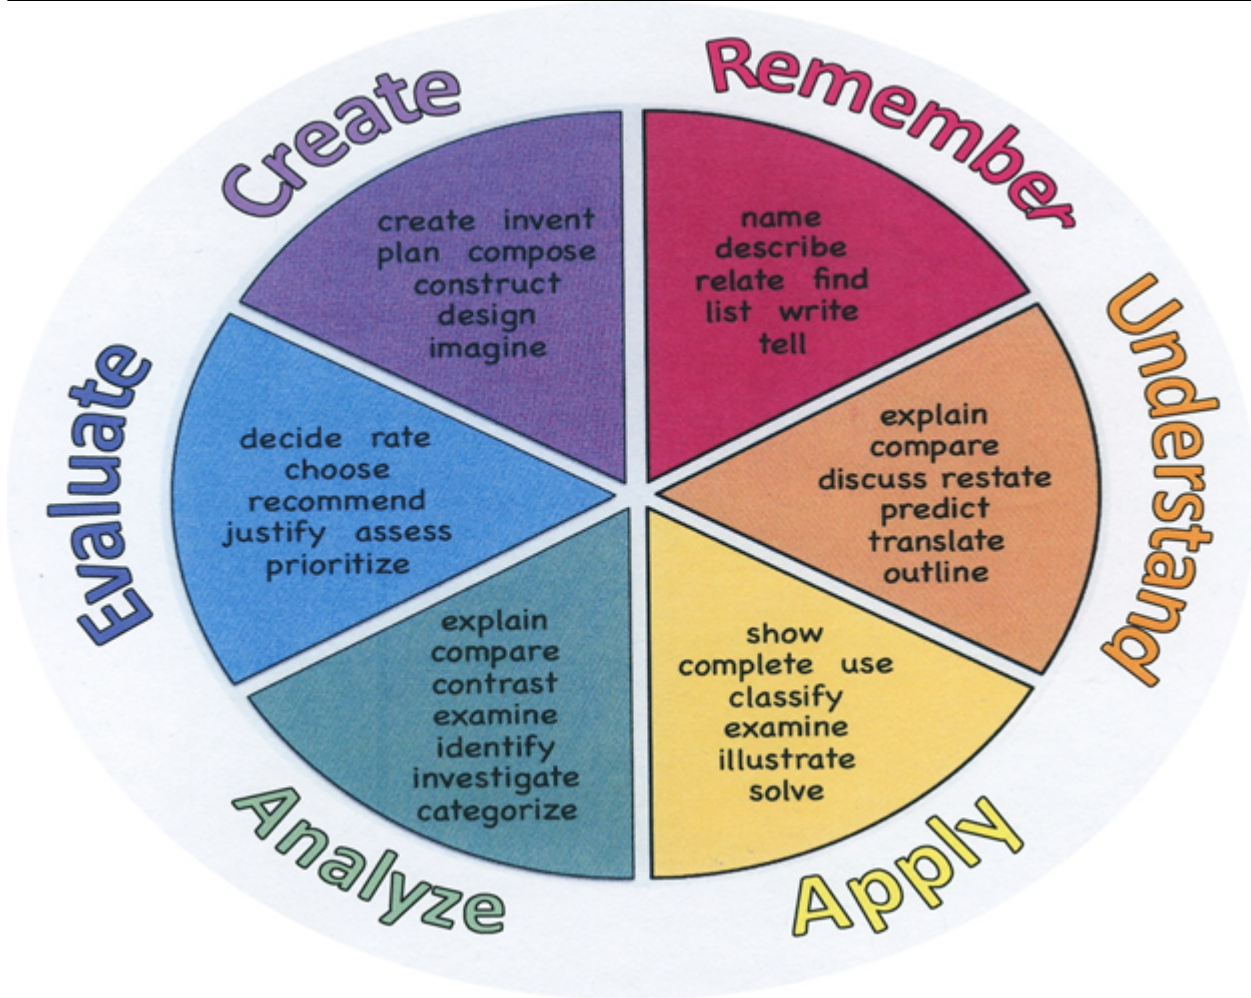 Remember
name
describe
relate find
list write
tell
Understand
explain
compare
discuss restate
predict
translate
outline
Apply
show
complete use
classify
examine
illustrate
solve
Analyze
explain
compare
contrast
examine
identify
investigate
categorize
Evaluate
decide rate
choose
recommend
justify assess
prioritize
Create
create invent
plan compose
construct
design
imagine